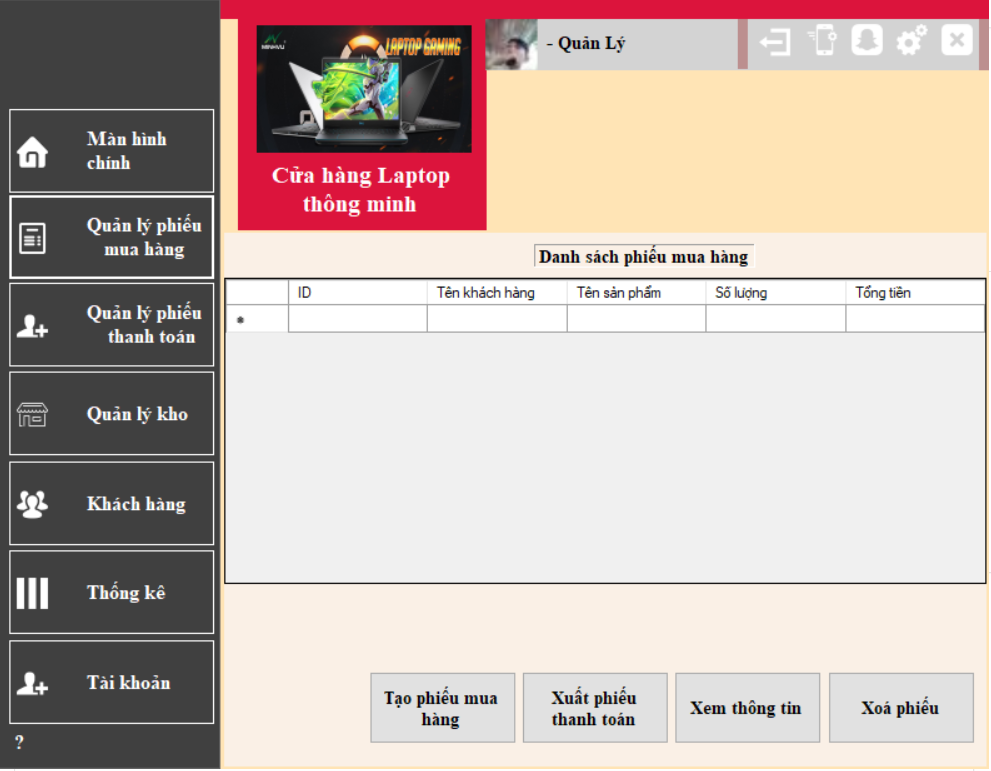 MINHVU
LAPTOP GAMING
- Quản Lý
Cửa hàng Laptop
thông minh
Màn hình
chính
Quản lý phiếu
mua hàng
Quản lý phiếu
thanh toán
Quản lý kho
Khách hàng
Thống kê
Tài khoản
?
Danh sách phiếu mua hàng
ID Tên khách hàng Tên sản phẩm Số lượng Tổng tiền
*
Tạo phiếu mua
hàng
Xuất phiếu
thanh toán
Xem thông tin
Xoá phiếu